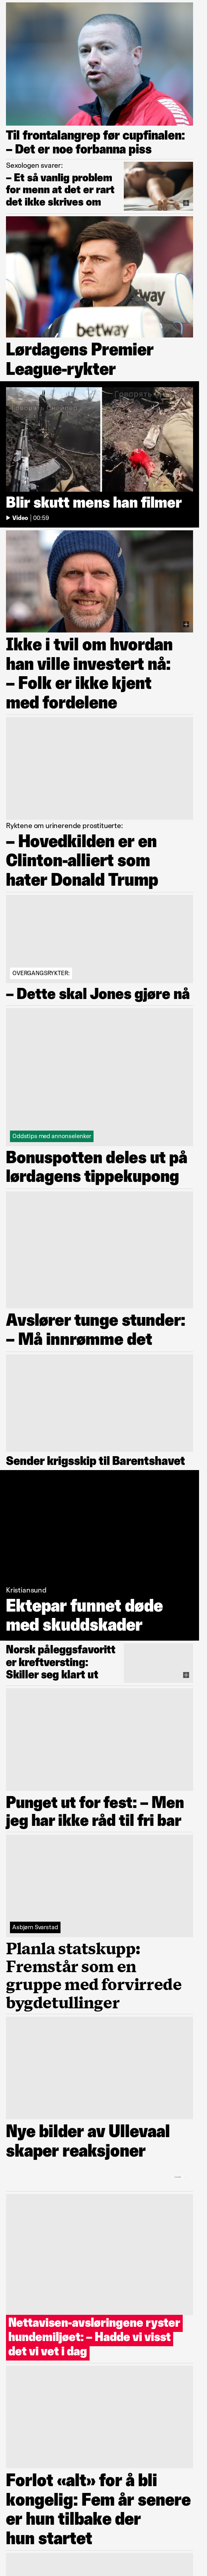 Til frontalangrep før cupfinalen:
– Det er noe forbanna piss
Sexologen svarer:
– Et så vanlig problem
for menn at det er rart
det ikke skrives om
way
betway
Lørdagens Premier
League-rykter
Blir skutt mens han filmer
Video | 00:59
Ikke i tvil om hvordan
han ville investert nå:
– Folk er ikke kjent
med fordelene
Ryktene om urinerende prostituerte:
– Hovedkilden er en
Clinton-alliert som
hater Donald Trump
OVERGANGSRYKTER:
– Dette skal Jones gjøre nå
Oddstips med annonselenker
Bonuspotten deles ut på
lørdagens tippekupong
Avslører tunge stunder:
– Må innrømme det
Sender krigsskip til Barentshavet
Kristiansund
Ektepar funnet døde
med skuddskader
Norsk påleggsfavoritt
er kreftversting:
Skiller seg klart ut
Punget ut for fest: – Men
jeg har ikke råd til fri bar
Asbjørn Svarstad
Planla statskupp:
Fremstår som en
gruppe med forvirrede
bygdetullinger
Nye bilder av Ullevaal
skaper reaksjoner
Nettavisen-avsløringene ryster
hundemiljøet: – Hadde vi visst
det vi vet i dag
Forlot «alt» for å bli
kongelig: Fem år senere
er hun tilbake der
hun startet